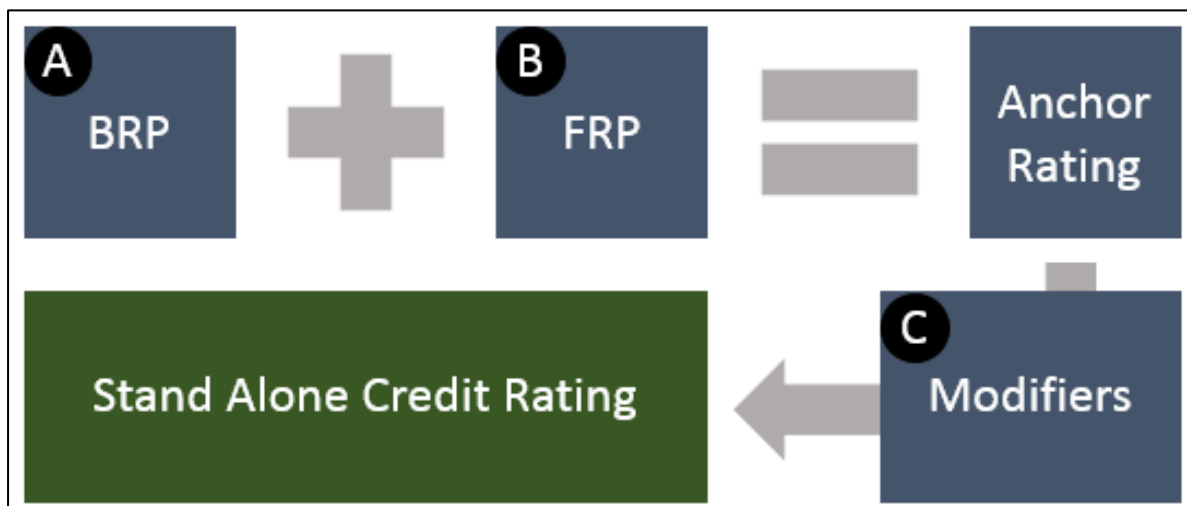 A
BRP
B
FRP
Anchor
Rating
Stand Alone Credit Rating
C
Modifiers